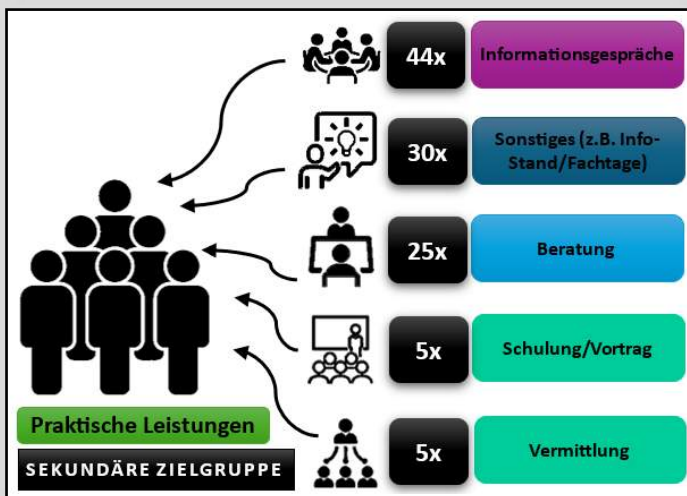 44x
Informationsgespräche
30x
Sonstiges (z.B. Info-
Stand/Fachtage)
25x
Beratung
5x
Schulung/Vortrag
5x
Vermittlung
Praktische Leistungen
SEKUNDÄRE ZIELGRUPPE